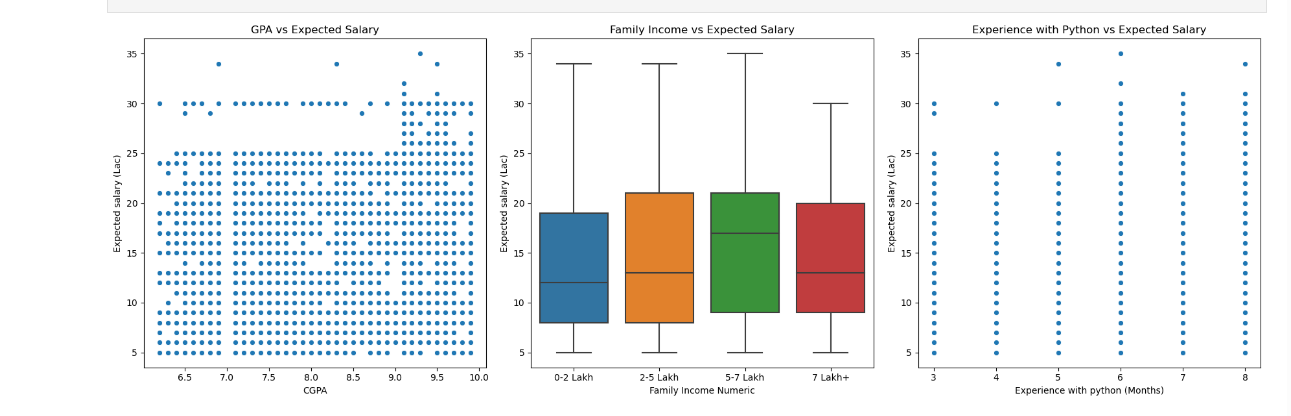 GPA vs Expected Salary
35
30
25
20
15
10
5
Expected salary (Lac)
6.5 7.0 7.5 8.0 8.5 9.0 9.5 10.0
CGPA
Family Income vs Expected Salary
35
30
25
20
15
10
5
Expected salary (Lac)
0-2 Lakh 2-5 Lakh 5-7 Lakh 7 Lakh+
Family Income Numeric
Experience with Python vs Expected Salary
35
30
25
20
15
10
5
Expected salary (Lac)
3 4 5 6 7 8
Experience with python (Months)